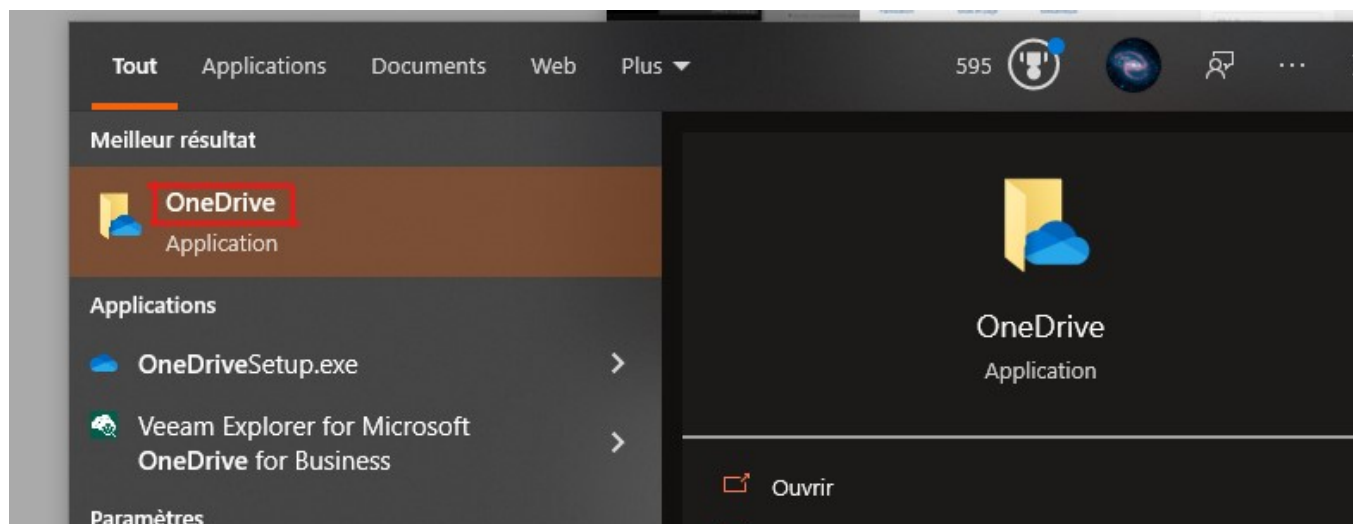 Tout Applications Documents Web Plus 595
Meilleur résultat
OneDrive
Application
Applications
OneDriveSetup.exe
Veeam Explorer for Microsoft
OneDrive for Business
Paramètres
OneDrive
Application
Ouvrir